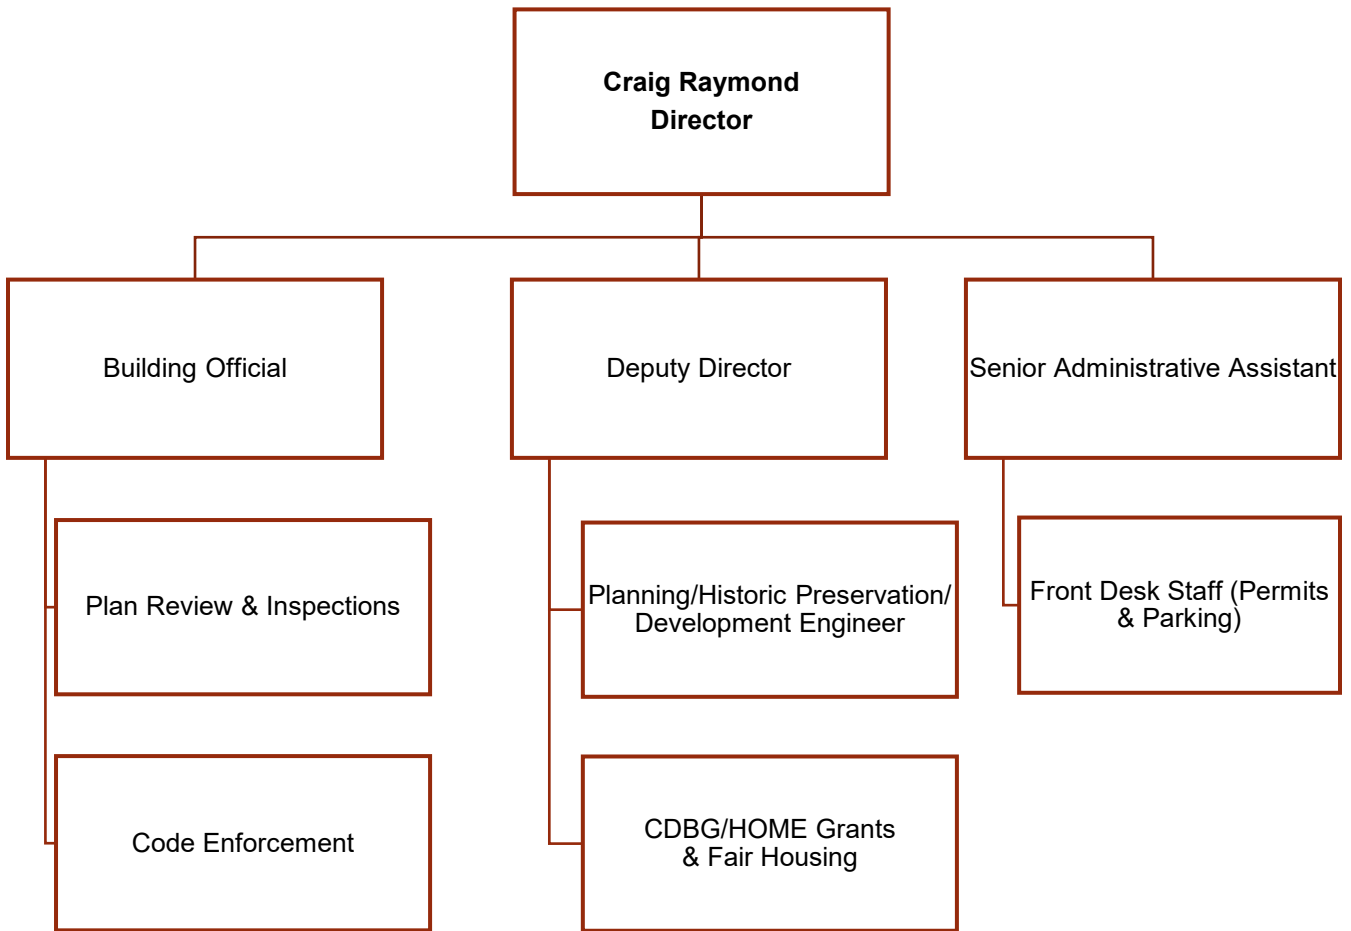 Craig Raymond
Director
Building Official
Deputy Director
Senior Administrative Assistant
Plan Review & Inspections
Planning/Historic Preservation/
Development Engineer
Front Desk Staff (Permits
& Parking)
Code Enforcement
CDBG/HOME Grants
& Fair Housing